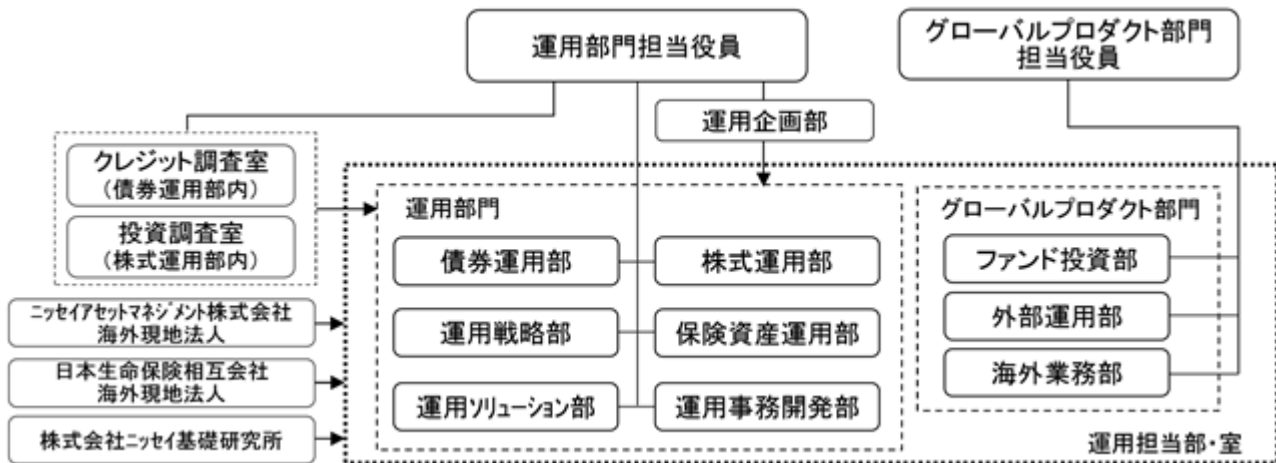 運用部門担当役員
グローバルプロダクト部門
担当役員
運用企画部
クレジット調査室
(債券運用部内)
投資調査室
(株式運用部内)
ニッセイアセットマネジメント株式会社
海外現地法人
日本生命保険相互会社
海外現地法人
株式会社ニッセイ基礎研究所
運用部門
債券運用部
株式運用部
運用戦略部
保険資産運用部
運用ソリューション部
運用事務開発部
グローバルプロダクト部門
ファンド投資部
外部運用部
海外業務部
運用担当部・室